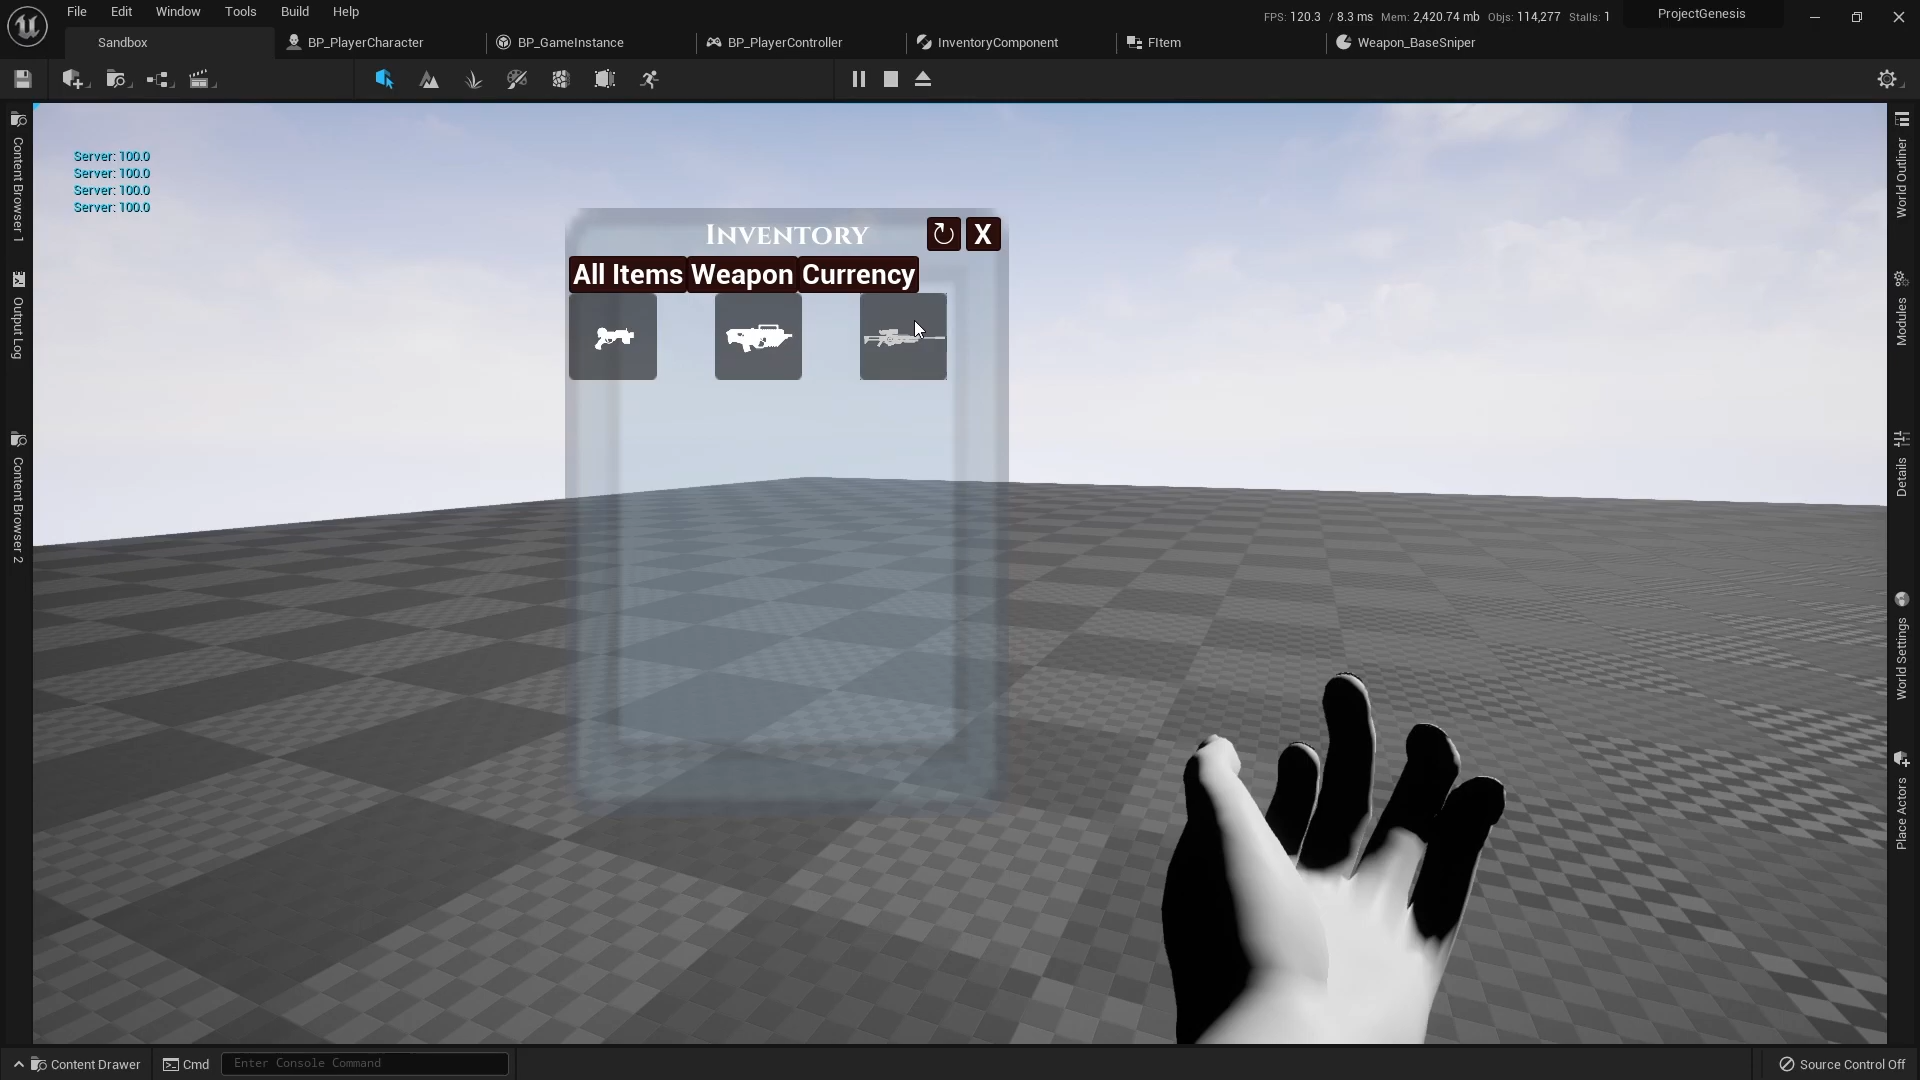 File Edit Window Tools Build Help
FPS: 120.3 / 8.3 ms Mem: 2,420.74 mb Objs: 114,277 Stalls: 1
ProjectGenesis
Sandbox
BP_PlayerCharacter
BP_GameInstance
BP_PlayerController
InventoryComponent
FItem
Weapon_BaseSniper
Content Browser 1
Output Log
Content Browser 2
Server: 100.0
Server: 100.0
Server: 100.0
Server: 100.0
Inventory
X
All Items Weapon Currency
World Outliner
Modules
Details
World Settings
Place Actors
Content Drawer
Cmd
Enter Console Command
Source Control Off